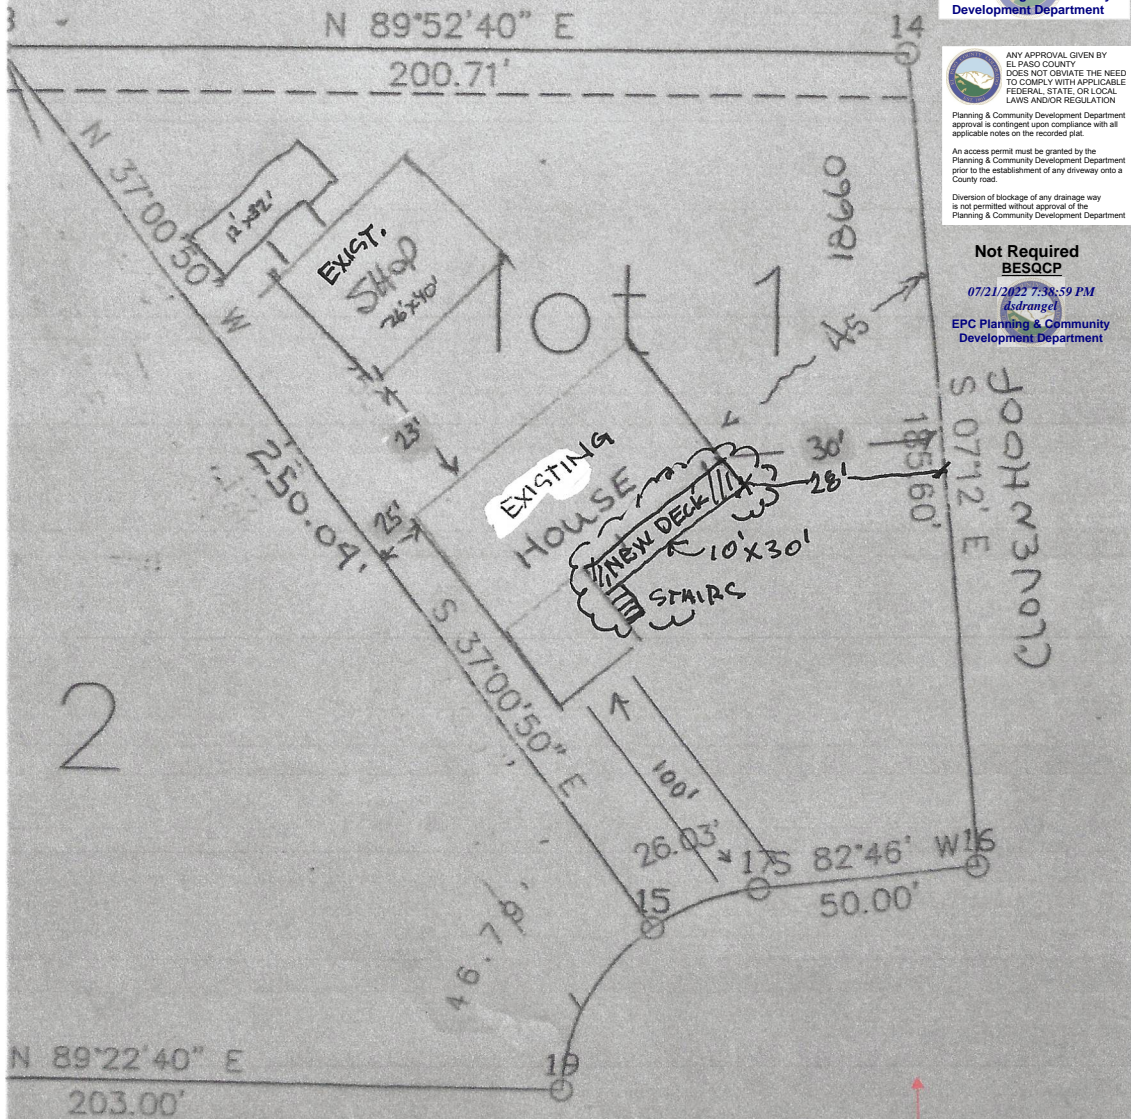 Development Department
N 89°52'40" E
14
200.71'
ANY APPROVAL GIVEN BY
EL PASO COUNTY
DOES NOT OBVIATE THE NEED
TO COMPLY WITH APPLICABLE
FEDERAL, STATE, OR LOCAL
LAWS AND/OR REGULATION
Planning & Community Development Department
approval is contingent upon compliance with all
applicable notes on the recorded plat.
An access permit must be granted by the
Planning & Community Development Department
prior to the establishment of any driveway onto a
County road.
Diversion of blockage of any drainage way
is not permitted without approval of the
Planning & Community Development Department
Not Required
BESQCP
07/21/2022 7:38:59 PM
dsdrangel
EPC Planning & Community
Development Department
N 37°00'50" W
12'x32'
EXIST.
SHOP
26'x40'
lot 1
18660
45
23'
250.04'
25'
EXISTING
HOUSE
30'
28'
185.60'
S 07°12' E
CLOVENHOOF
NEW DECK
10'X30'
STAIRS
S 37°00'50" E
2
100'
26.03'
17
S 82°46' W
16
50.00'
15
46.79'
N 89°22'40" E
19
203.00'